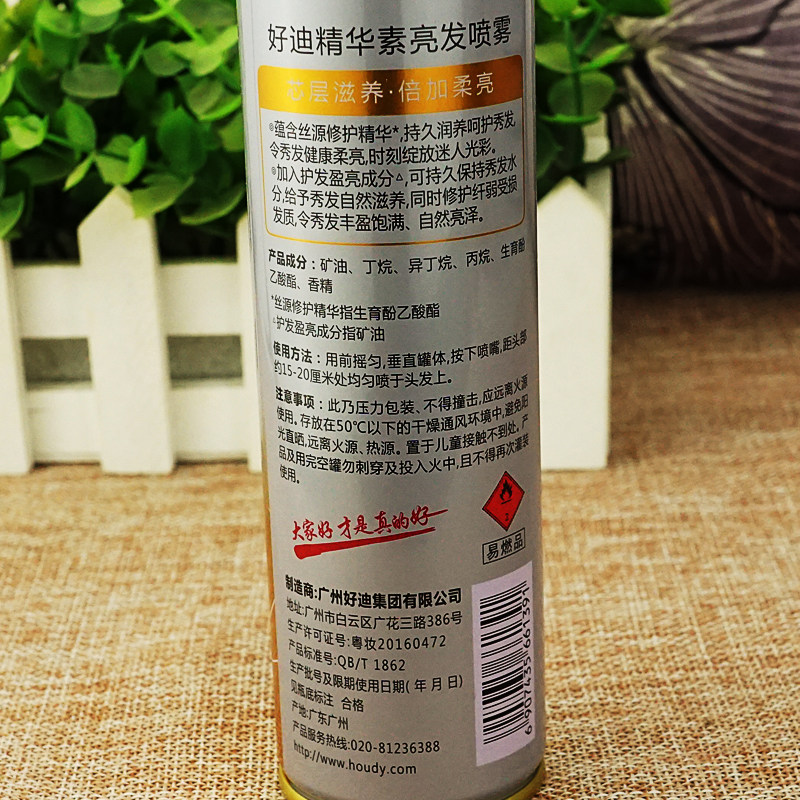 好迪精华素亮发喷雾
芯层滋养·倍加柔亮
®蕴含丝源修护精华*,持久润养呵护秀发,
令秀发健康柔亮,时刻绽放迷人光彩。
®加入护发盈亮成分△,可持久保持秀发水
分,给予秀发自然滋养,同时修护纤弱受损
发质,令秀发丰盈饱满、自然亮泽。
产品成分：矿油、丁烷、异丁烷、丙烷、生育酚
乙酸酯、香精
*丝源修护精华指生育酚乙酸酯
△护发盈亮成分指矿油
使用方法：用前摇匀,垂直罐体,按下喷嘴,距头部
约15-20厘米处均匀喷于头发上。
注意事项：此乃压力包装、不得撞击,应远离火源
使用。存放在50℃以下的干燥通风环境中,避免阳
光直晒,远离火源、热源。置于儿童接触不到处。产
品及用完空罐勿刺穿及投入火中,且不得再次灌装
使用。
大家好 才是真的好
2
易燃品
制造商:广州好迪集团有限公司
地址:广州市白云区广花三路386号
生产许可证号:粤妆20160472
产品标准号:QB/T 1862
生产批号及限期使用日期(年月日)
见瓶底标注 合格
产地:广东广州
产品服务热线:020-81236388
http://www.houdy.com
6907435661391